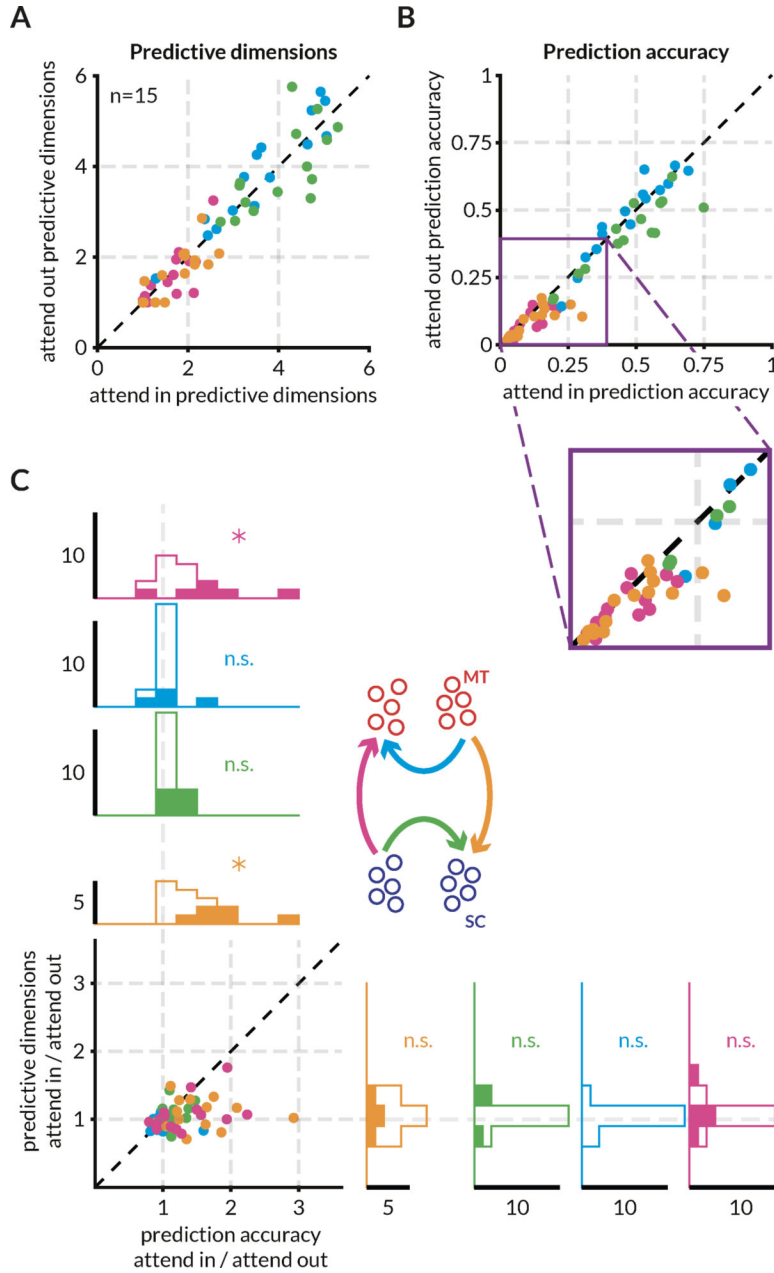 A
Predictive dimensions
attend out predictive dimensions
6
4
2
0
n=15
0
2
4
6
attend in predictive dimensions
B
Prediction accuracy
attend out prediction accuracy
1
0.75
0.5
0.25
0
0
0.25
0.5
0.75
1
attend in prediction accuracy
C
10
*
10
n.s.
10
n.s.
5
*
MT
SC
predictive dimensions
attend in / attend out
3
2
1
1
2
3
prediction accuracy
attend in / attend out
n.s.
5
n.s.
10
n.s.
10
n.s.
10